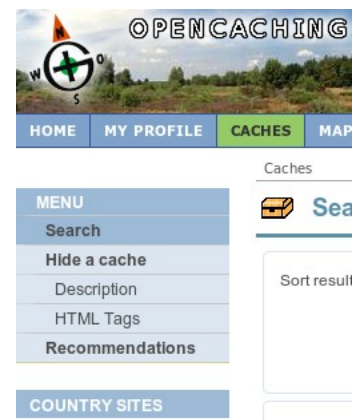 OPENCACHING
N
W
O
S
HOME MY PROFILE CACHES MAP
Caches
MENU
Search
Hide a cache
Description
HTML Tags
Recommendations
Sea
Sort result
COUNTRY SITES